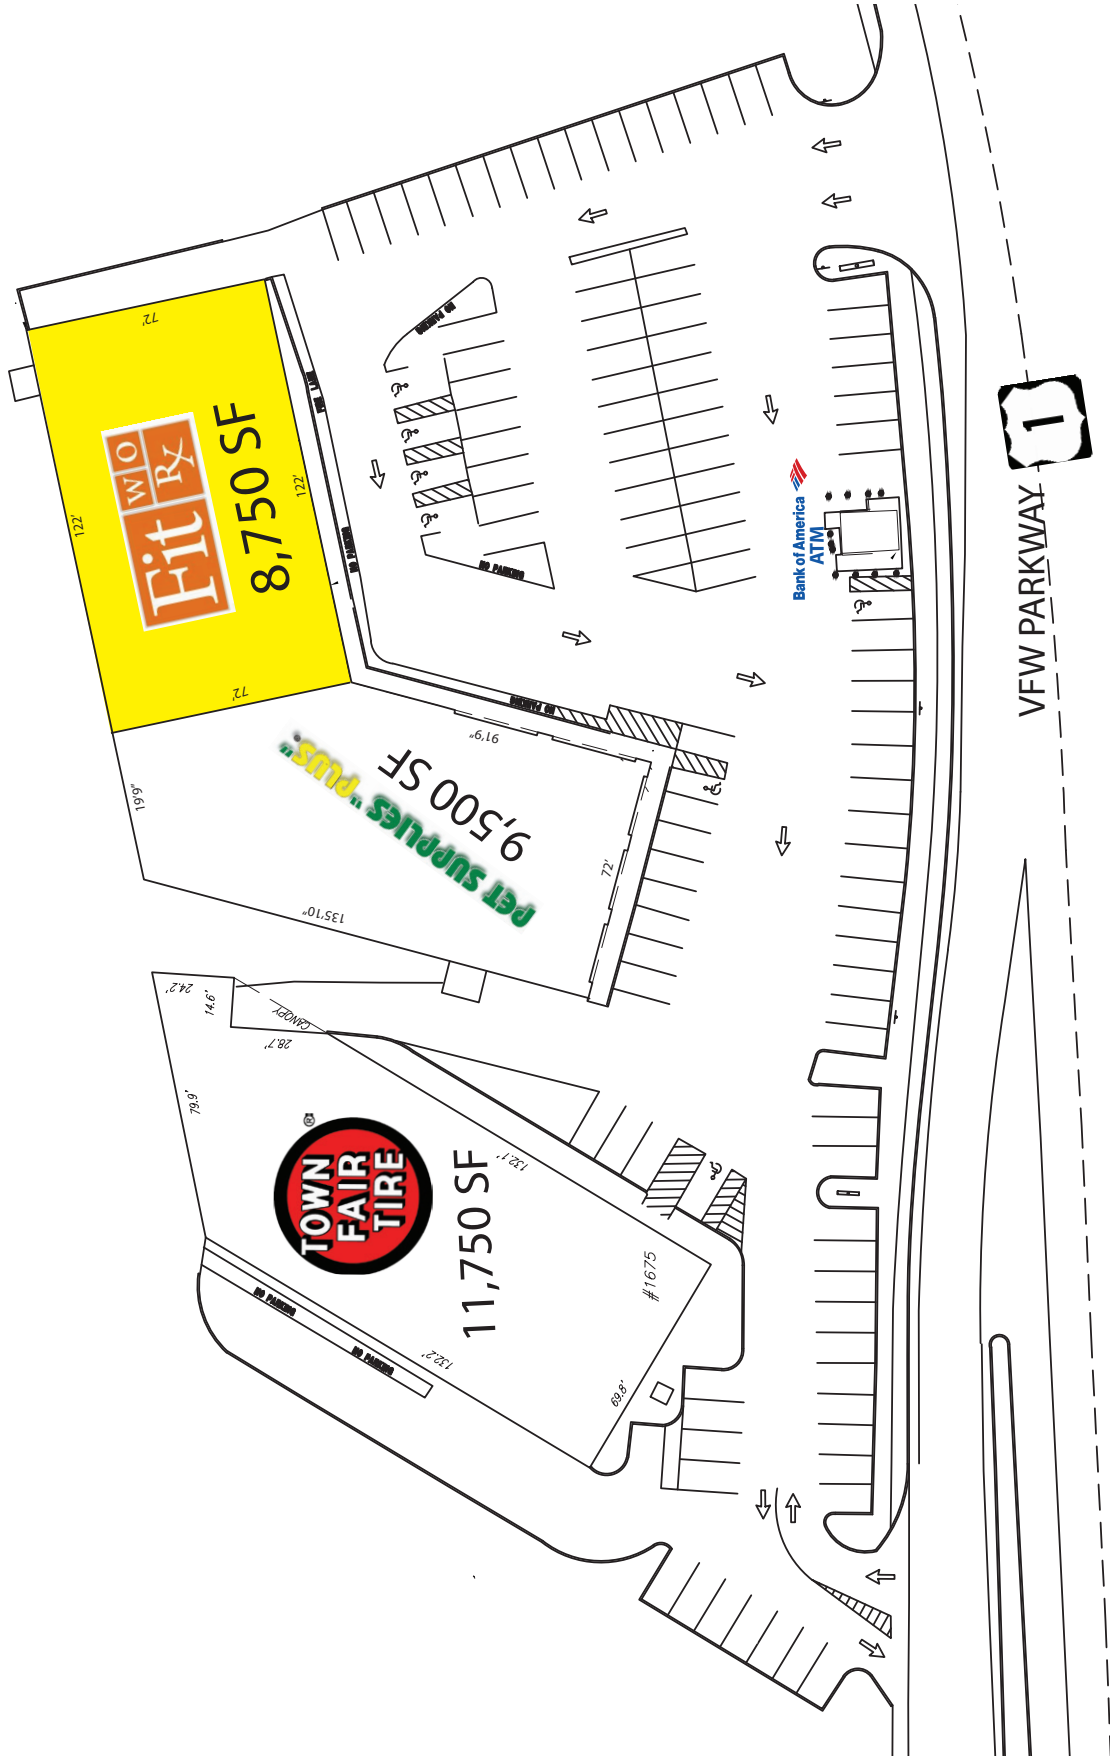 72'
122'
Fit
WO
Rx
8,750 SF
122'
72'
NO PARKING
FIRE LANE
NO PARKING
NO PARKING
NO PARKING
Bank of America
ATM
1
VFW PARKWAY
91'9"
19'9"
PET SUPPLIES "PLUS"
9,500 SF
72'
135'10"
24.2'
14.6'
CANOPY
28.7'
79.9'
TOWN
FAIR
TIRE
®
11,750 SF
132.1'
#1675
NO PARKING
NO PARKING
132.2'
69.8'